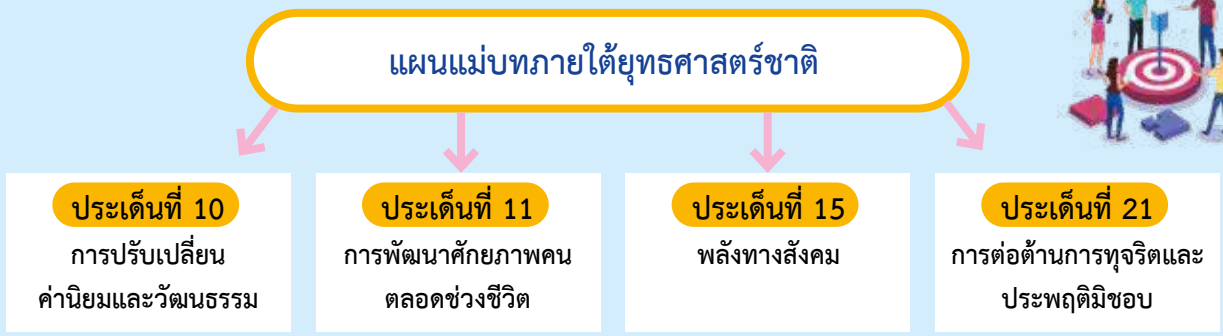 แผนแม่บทภายใต้ยุทธศาสตร์ชาติ
ประเด็นที่ 10
การปรับเปลี่ยน
ค่านิยมและวัฒนธรรม
ประเด็นที่ 11
การพัฒนาศักยภาพคน
ตลอดช่วงชีวิต
ประเด็นที่ 15
พลังทางสังคม
ประเด็นที่ 21
การต่อต้านการทุจริตและ
ประพฤติมิชอบ